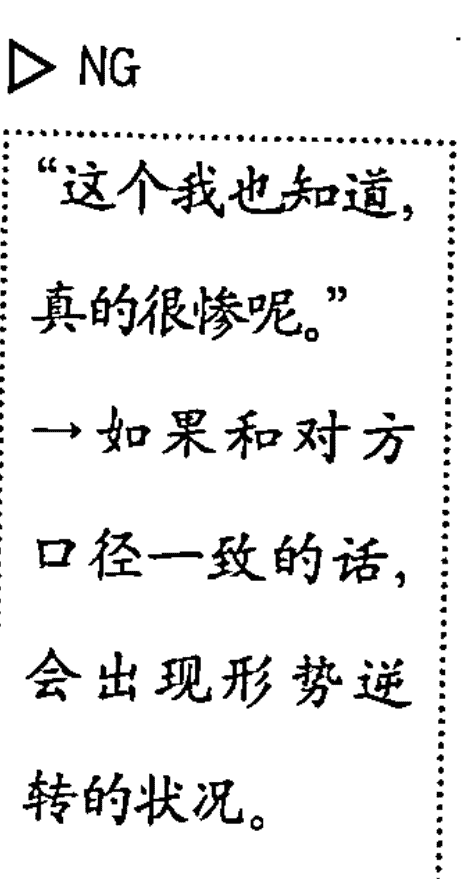 ▷ NG
“这个我也知道,
真的很惨呢。”
→如果和对方
口径一致的话,
会出现形势逆
转的状况。